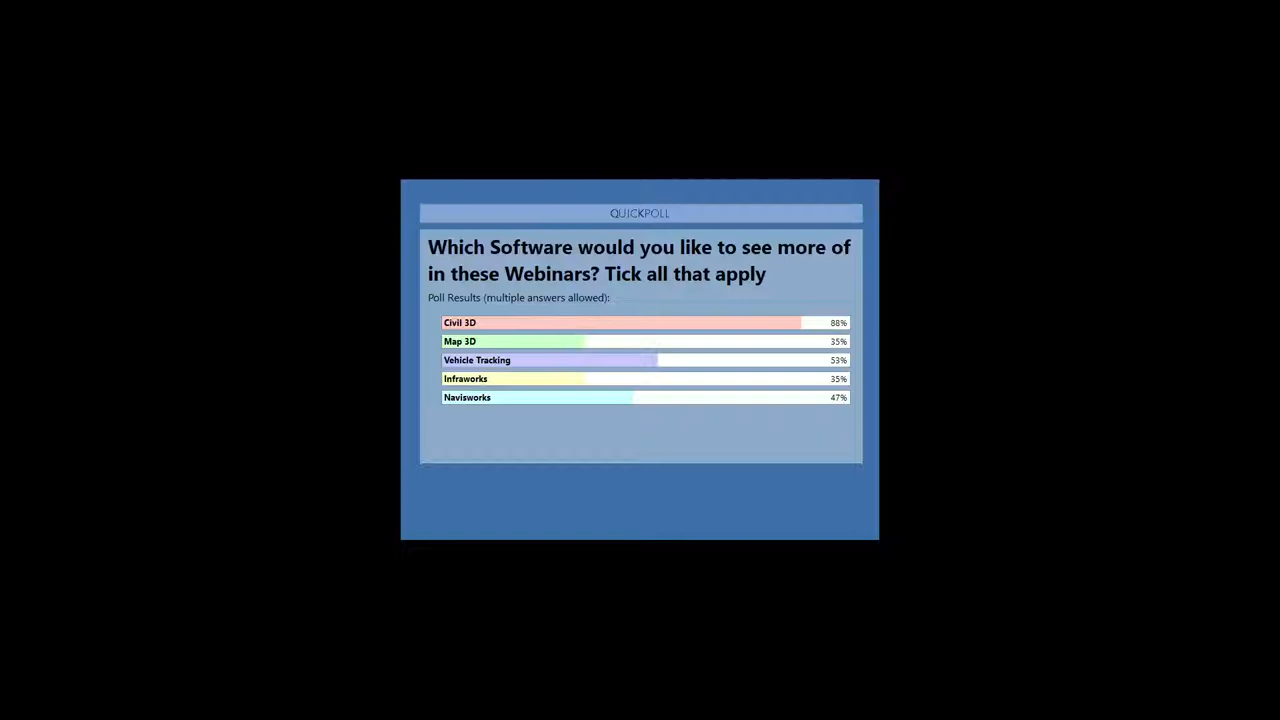 QUICKPOLL
Which Software would you like to see more of
in these Webinars? Tick all that apply
Poll Results (multiple answers allowed):
Civil 3D 88%
Map 3D 35%
Vehicle Tracking 53%
Infraworks 35%
Navisworks 47%